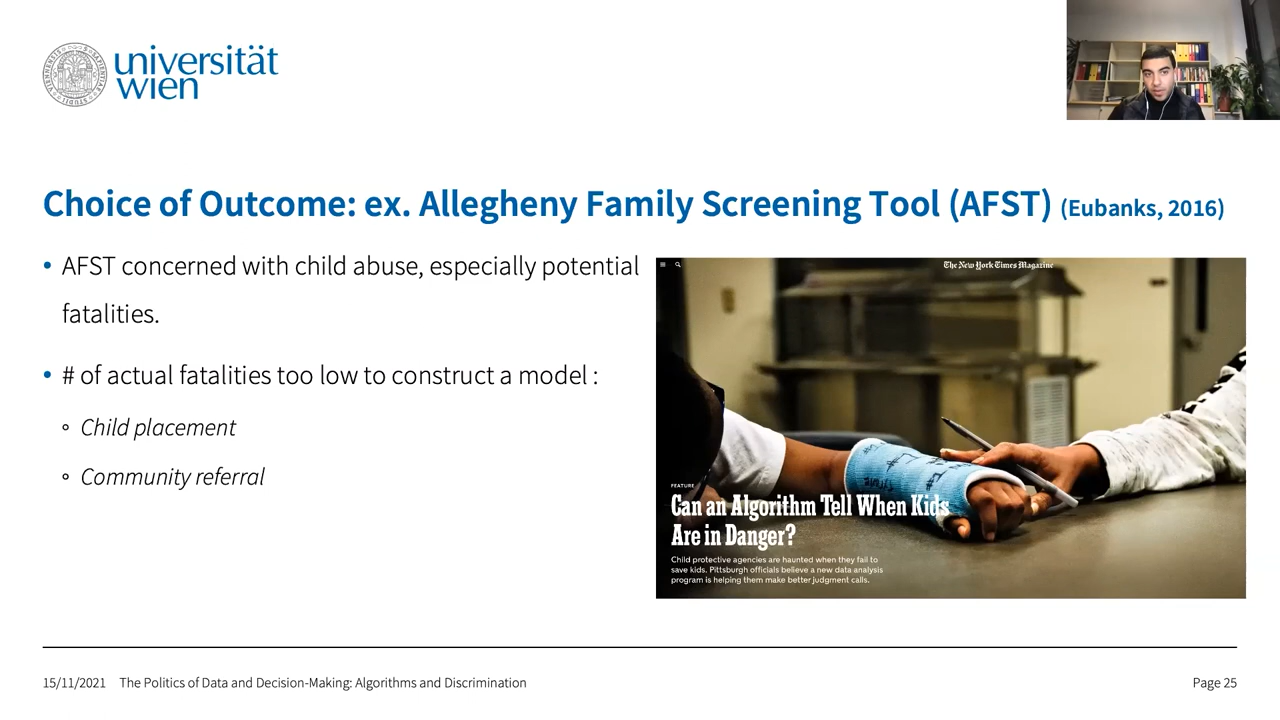 universität
wien
Choice of Outcome: ex. Allegheny Family Screening Tool (AFST) (Eubanks, 2016)
• AFST concerned with child abuse, especially potential
fatalities.
• # of actual fatalities too low to construct a model :
◦ Child placement
◦ Community referral
The New York Times Magazine
FEATURE
Can an Algorithm Tell When Kids
Are in Danger?
Child protective agencies are haunted when they fail to
save kids. Pittsburgh officials believe a new data analysis
program is helping them make better judgment calls.
15/11/2021 The Politics of Data and Decision-Making: Algorithms and Discrimination Page 25